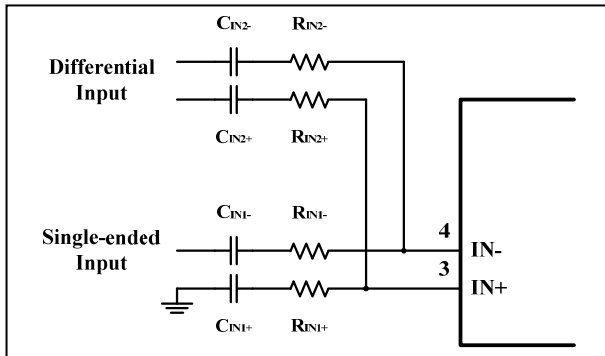 CIN2- RIN2-
Differential
Input
CIN2+ RIN2+
CIN1- RIN1-
Single-ended
Input
4
IN-
3
IN+
CIN1+ RIN1+